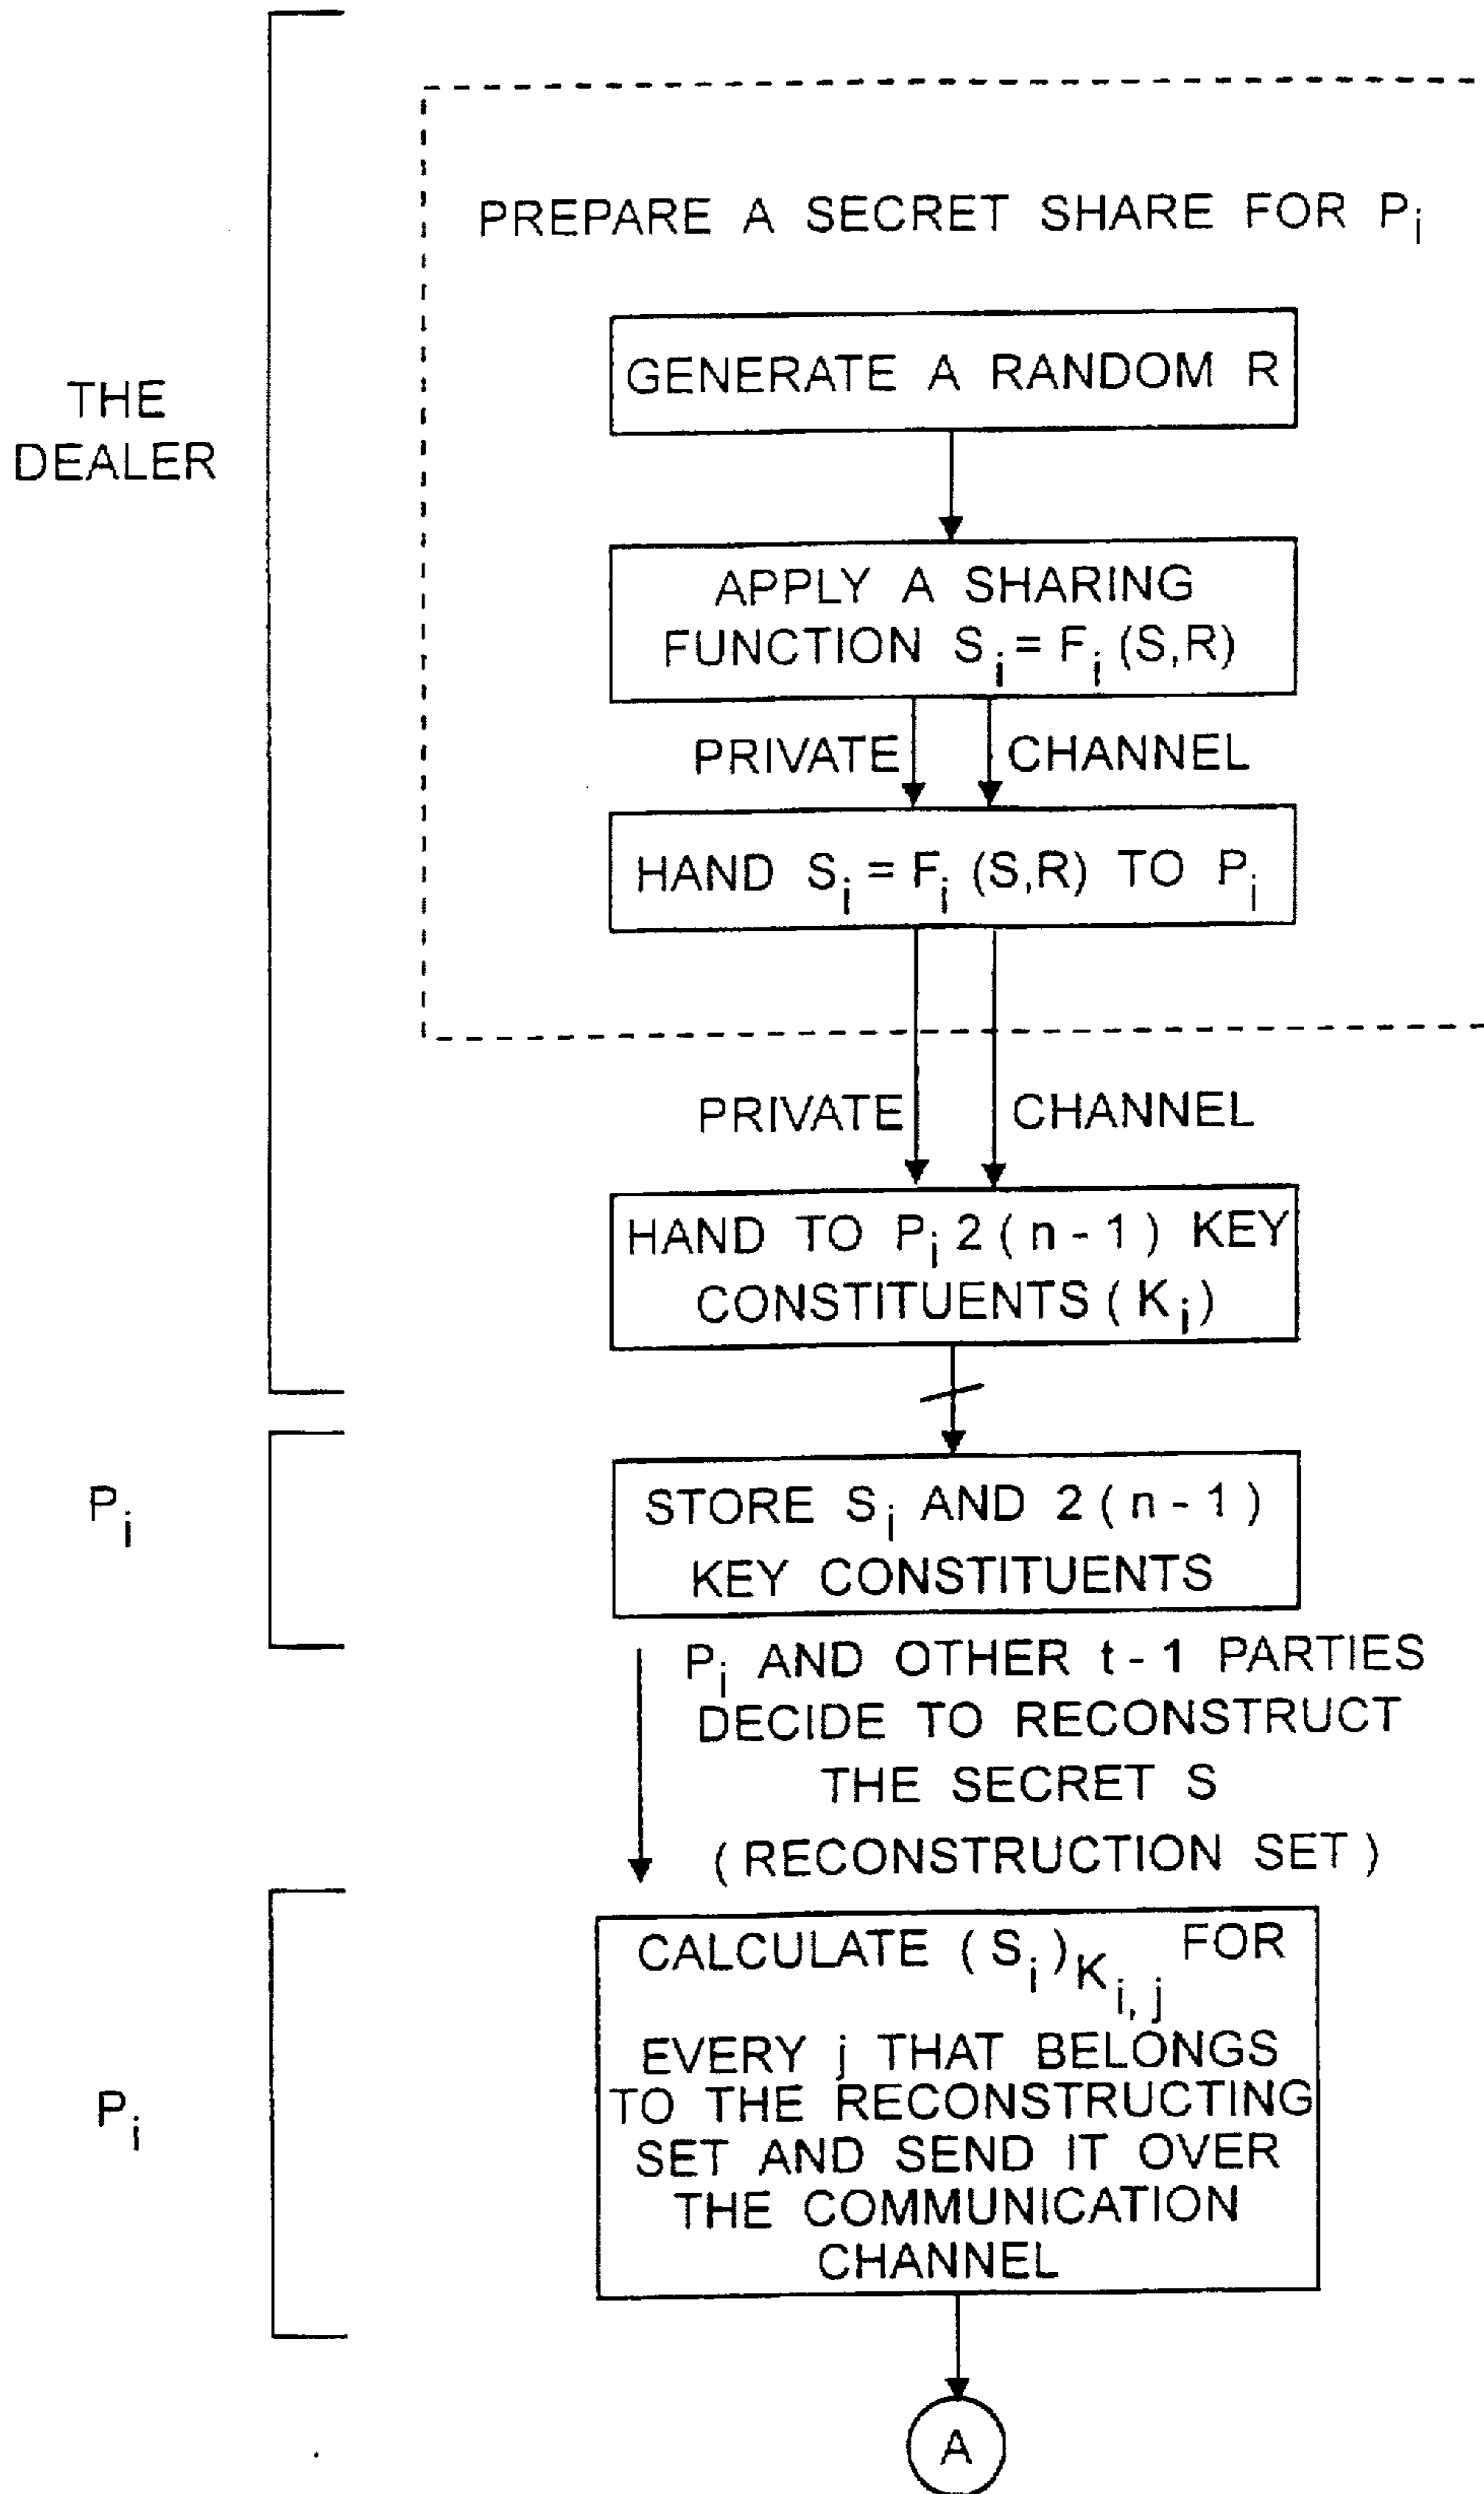 PREPARE A SECRET SHARE FOR Pi
GENERATE A RANDOM R
THE
DEALER
APPLY A SHARING
FUNCTION Si = Fi (S,R)
PRIVATE CHANNEL
HAND Si = Fi (S,R) TO Pi
PRIVATE CHANNEL
HAND TO Pi 2(n-1) KEY
CONSTITUENTS (Ki)
Pi
STORE Si AND 2(n-1)
KEY CONSTITUENTS
Pi AND OTHER t-1 PARTIES
DECIDE TO RECONSTRUCT
THE SECRET S
(RECONSTRUCTION SET)
Pi
CALCULATE (Si)Ki,j FOR
EVERY j THAT BELONGS
TO THE RECONSTRUCTING
SET AND SEND IT OVER
THE COMMUNICATION
CHANNEL
A